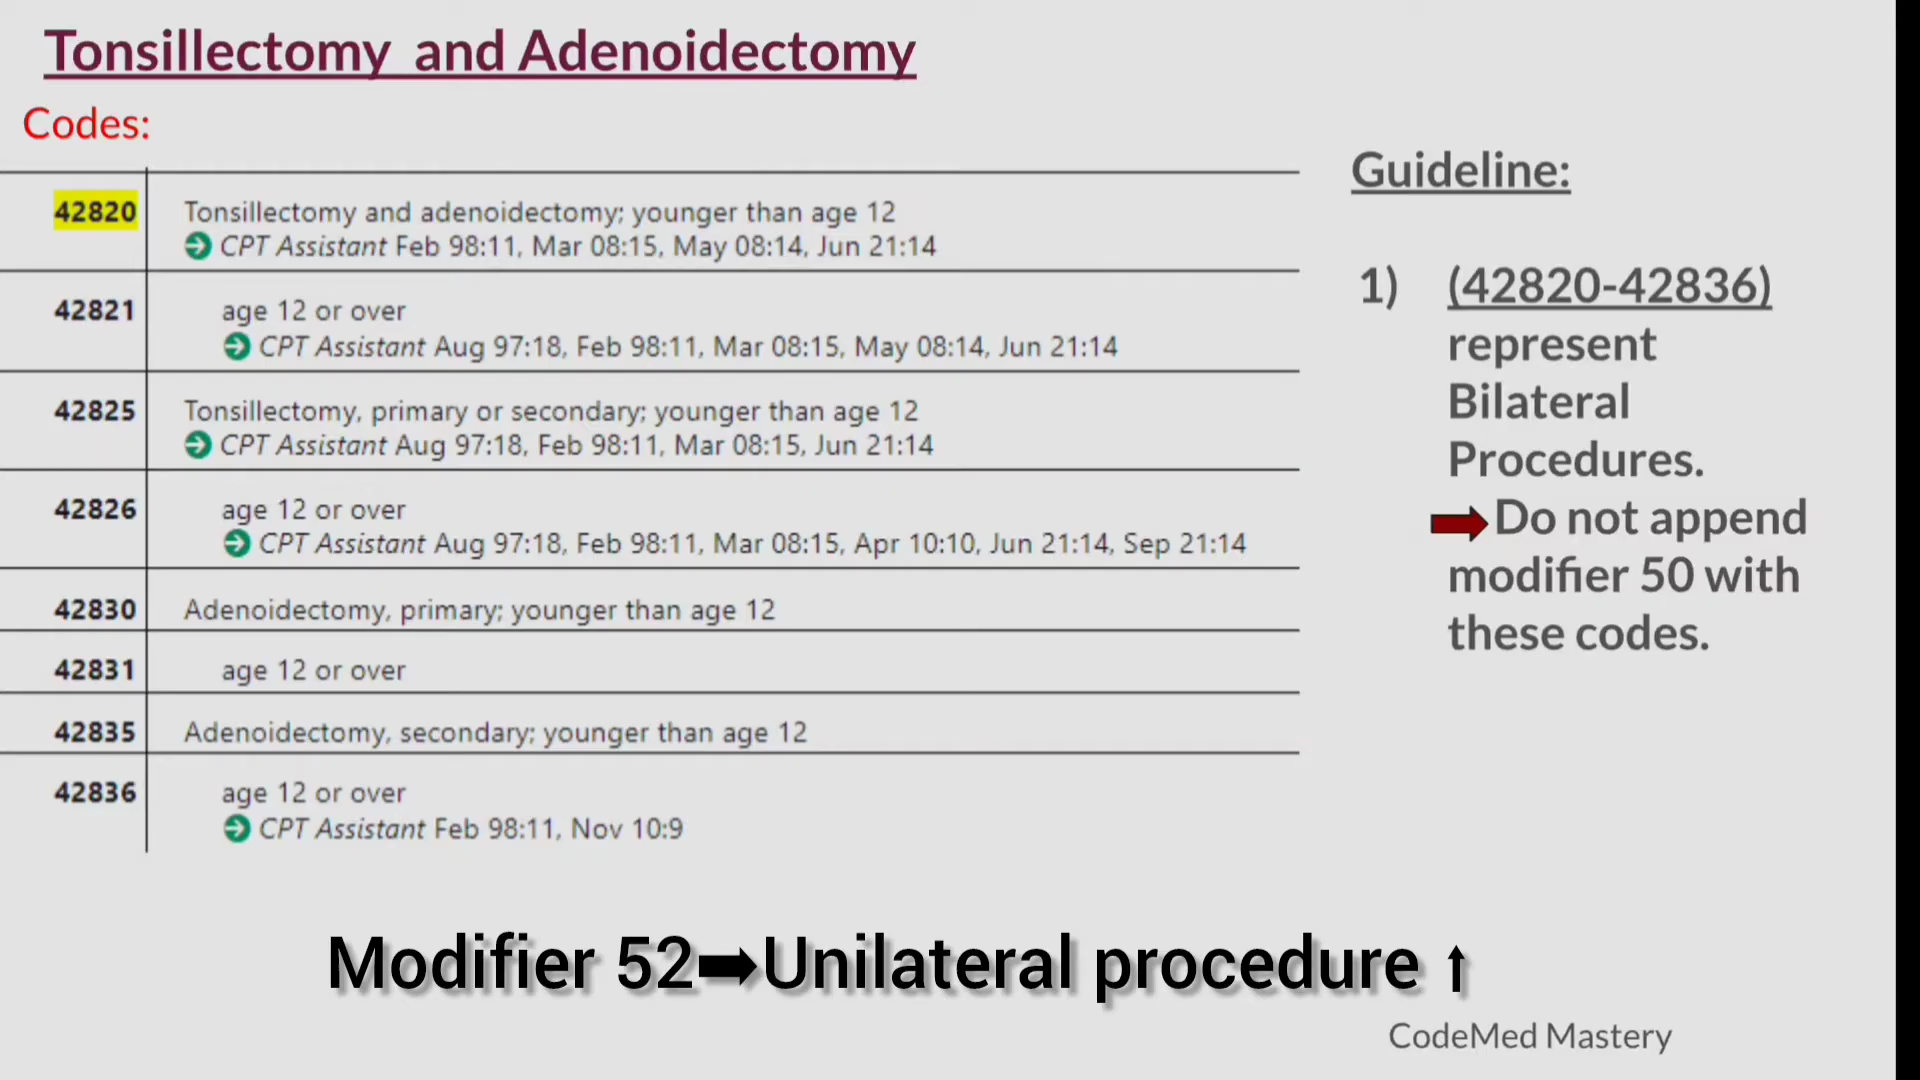 Tonsillectomy and Adenoidectomy
Codes:
42820 Tonsillectomy and adenoidectomy; younger than age 12
CPT Assistant Feb 98:11, Mar 08:15, May 08:14, Jun 21:14
42821 age 12 or over
CPT Assistant Aug 97:18, Feb 98:11, Mar 08:15, May 08:14, Jun 21:14
42825 Tonsillectomy, primary or secondary; younger than age 12
CPT Assistant Aug 97:18, Feb 98:11, Mar 08:15, Jun 21:14
42826 age 12 or over
CPT Assistant Aug 97:18, Feb 98:11, Mar 08:15, Apr 10:10, Jun 21:14, Sep 21:14
42830 Adenoidectomy, primary; younger than age 12
42831 age 12 or over
42835 Adenoidectomy, secondary; younger than age 12
42836 age 12 or over
CPT Assistant Feb 98:11, Nov 10:9
Guideline:
1) (42820-42836)
represent
Bilateral
Procedures.
➡Do not append
modifier 50 with
these codes.
Modifier 52➡Unilateral procedure ↑
CodeMed Mastery